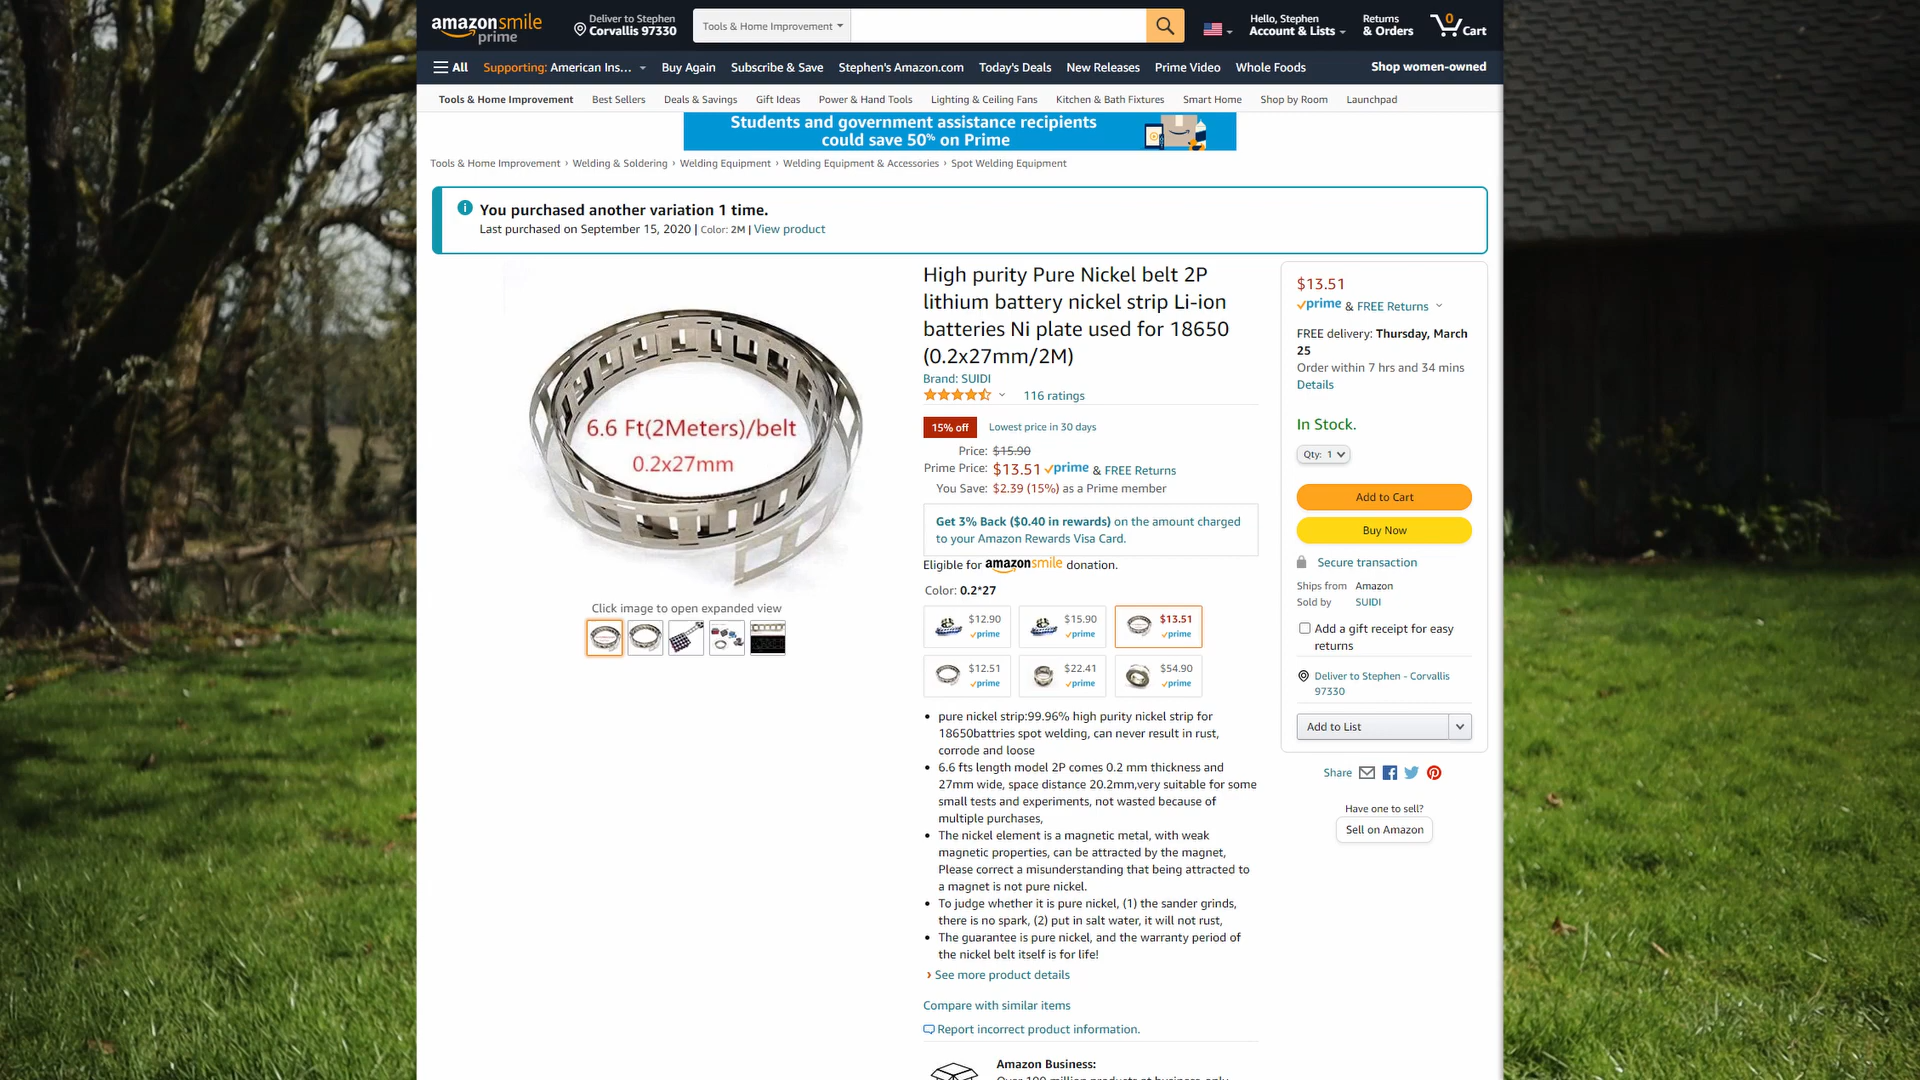 amazonsmile
prime
Deliver to Stephen
Corvallis 97330
Tools & Home Improvement
Hello, Stephen
Account & Lists
Returns
& Orders
0
Cart
All
Supporting: American Ins...
Buy Again
Subscribe & Save
Stephen's Amazon.com
Today's Deals
New Releases
Prime Video
Whole Foods
Shop women-owned
Tools & Home Improvement
Best Sellers
Deals & Savings
Gift Ideas
Power & Hand Tools
Lighting & Ceiling Fans
Kitchen & Bath Fixtures
Smart Home
Shop by Room
Launchpad
Students and government assistance recipients
could save 50% on Prime
Tools & Home Improvement › Welding & Soldering › Welding Equipment › Welding Equipment & Accessories › Spot Welding Equipment
You purchased another variation 1 time.
Last purchased on September 15, 2020 | Color: 2M | View product
6.6 Ft(2Meters)/belt
0.2x27mm
Click image to open expanded view
High purity Pure Nickel belt 2P
lithium battery nickel strip Li-ion
batteries Ni plate used for 18650
(0.2x27mm/2M)
Brand: SUIDI
116 ratings
15% off
Lowest price in 30 days
Price: $15.90
Prime Price: $13.51 prime & FREE Returns
You Save: $2.39 (15%) as a Prime member
Get 3% Back ($0.40 in rewards) on the amount charged
to your Amazon Rewards Visa Card.
Eligible for amazonsmile donation.
Color: 0.2*27
$12.90
prime
$15.90
prime
$13.51
prime
$12.51
prime
$22.41
prime
$54.90
prime
• pure nickel strip:99.96% high purity nickel strip for
18650battries spot welding, can never result in rust,
corrode and loose
• 6.6 fts length model 2P comes 0.2 mm thickness and
27mm wide, space distance 20.2mm,very suitable for some
small tests and experiments, not wasted because of
multiple purchases,
• The nickel element is a magnetic metal, with weak
magnetic properties, can be attracted by the magnet,
Please correct a misunderstanding that being attracted to
a magnet is not pure nickel.
• To judge whether it is pure nickel, (1) the sander grinds,
there is no spark, (2) put in salt water, it will not rust,
• The guarantee is pure nickel, and the warranty period of
the nickel belt itself is for life!
› See more product details
Compare with similar items
Report incorrect product information.
Amazon Business:
$13.51
prime & FREE Returns
FREE delivery: Thursday, March
25
Order within 7 hrs and 34 mins
Details
In Stock.
Qty: 1
Add to Cart
Buy Now
Secure transaction
Ships from Amazon
Sold by SUIDI
Add a gift receipt for easy
returns
Deliver to Stephen - Corvallis
97330
Add to List
Share
Have one to sell?
Sell on Amazon